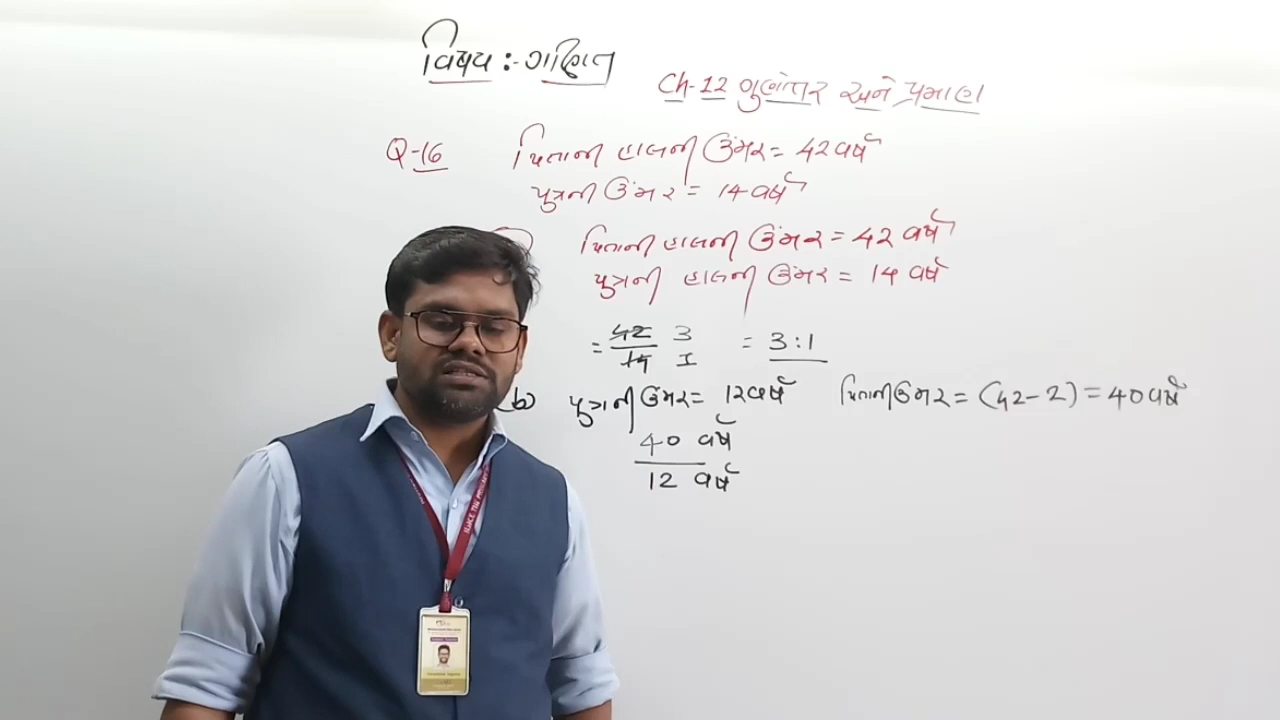 વિષય :- ગણિત
Ch-12 ગુણોત્તર અને પ્રમાણ
Q-16 પિતાની હાલની ઉંમર = 42 વર્ષ
પુત્રની ઉંમર = 14 વર્ષ
પિતાની હાલની ઉંમર = 42 વર્ષ
પુત્રની હાલની ઉંમર = 14 વર્ષ
= 42/14 3/1 = 3:1
(b) પુત્રની ઉંમર = 12 વર્ષ પિતાની ઉંમર = (42-2) = 40 વર્ષ
40 વર્ષ
12 વર્ષ